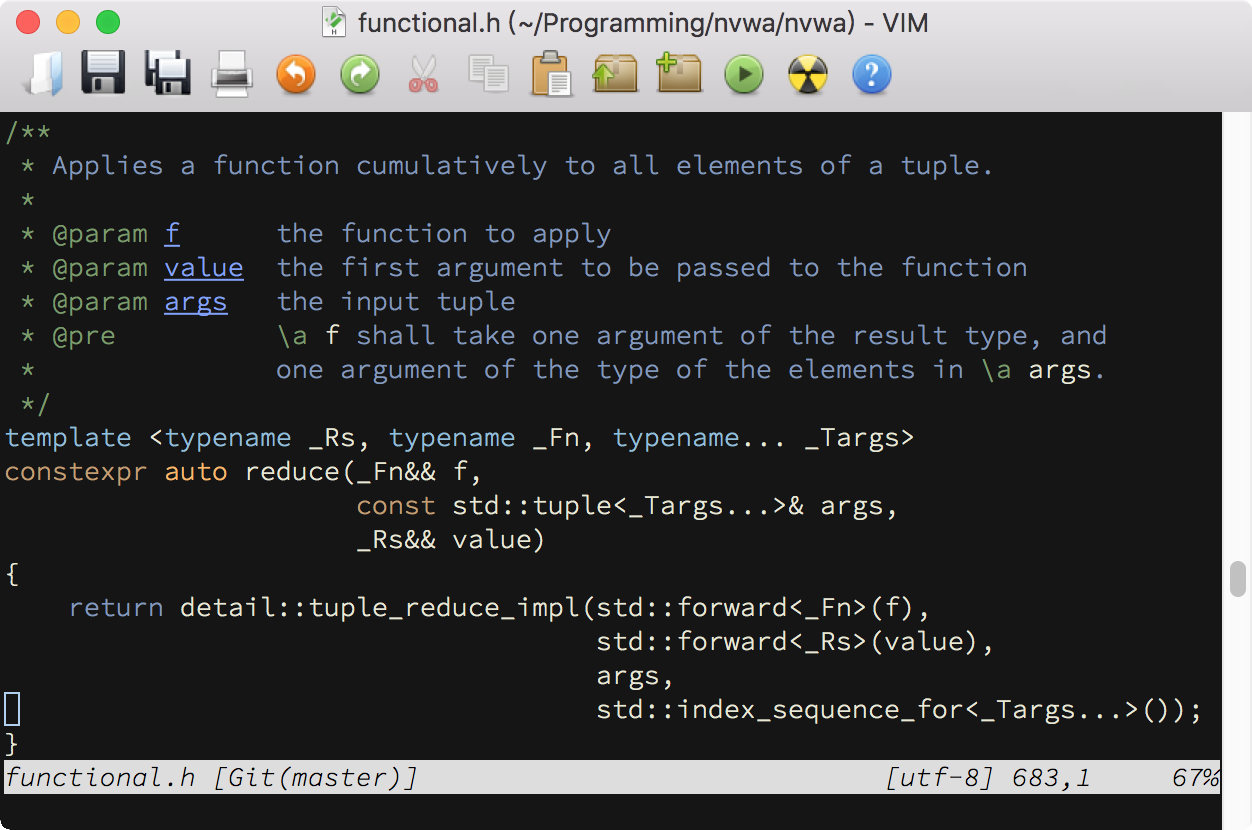 functional.h (~/Programming/nvwa/nvwa) - VIM
/**
 * Applies a function cumulatively to all elements of a tuple.
 *
 * @param f      the function to apply
 * @param value  the first argument to be passed to the function
 * @param args   the input tuple
 * @pre          \a f shall take one argument of the result type, and
 *               one argument of the type of the elements in \a args.
 */
template <typename _Rs, typename _Fn, typename... _Targs>
constexpr auto reduce(_Fn&& f,
                      const std::tuple<_Targs...>& args,
                      _Rs&& value)
{
    return detail::tuple_reduce_impl(std::forward<_Fn>(f),
                                     std::forward<_Rs>(value),
                                     args,
                                     std::index_sequence_for<_Targs...>());
}
functional.h [Git(master)] [utf-8] 683,1 67%